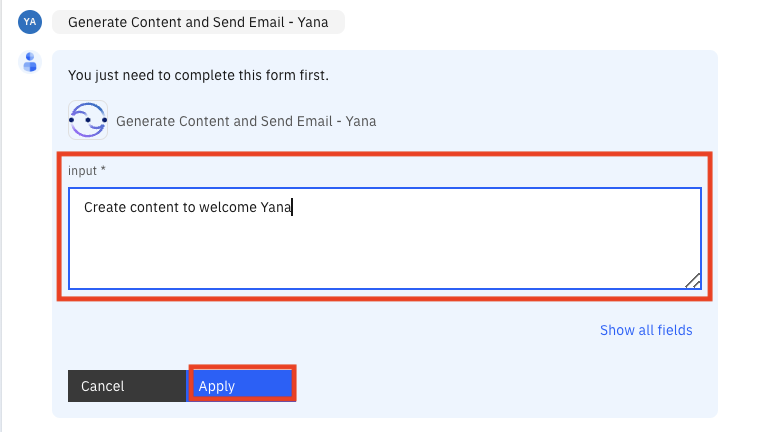 YA
Generate Content and Send Email - Yana
You just need to complete this form first.
Generate Content and Send Email - Yana
input *
Create content to welcome Yana
Show all fields
Cancel
Apply